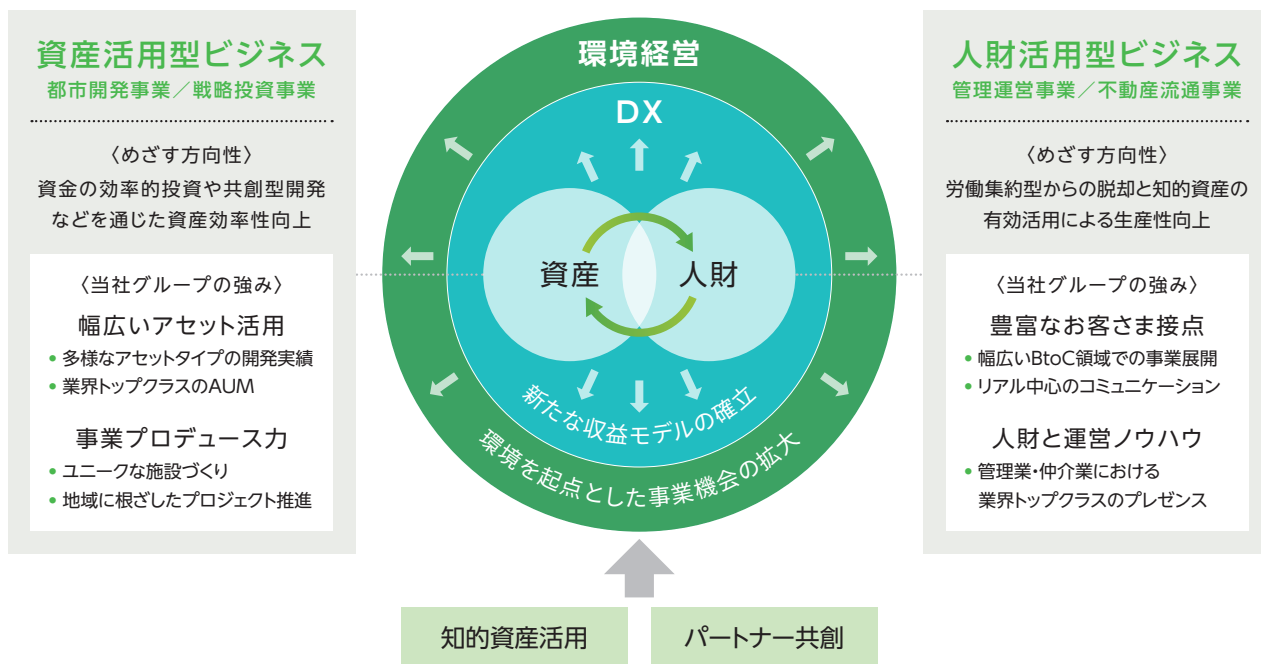 資産活用型ビジネス
都市開発事業／戦略投資事業
〈めざす方向性〉
資金の効率的投資や共創型開発
などを通じた資産効率性向上
〈当社グループの強み〉
幅広いアセット活用
• 多様なアセットタイプの開発実績
• 業界トップクラスのAUM
事業プロデュース力
• ユニークな施設づくり
• 地域に根ざしたプロジェクト推進
環境経営
DX
資産
人財
新たな収益モデルの確立
環境を起点とした事業機会の拡大
人財活用型ビジネス
管理運営事業／不動産流通事業
〈めざす方向性〉
労働集約型からの脱却と知的資産の
有効活用による生産性向上
〈当社グループの強み〉
豊富なお客さま接点
• 幅広いBtoC領域での事業展開
• リアル中心のコミュニケーション
人財と運営ノウハウ
• 管理業・仲介業における
業界トップクラスのプレゼンス
知的資産活用
パートナー共創